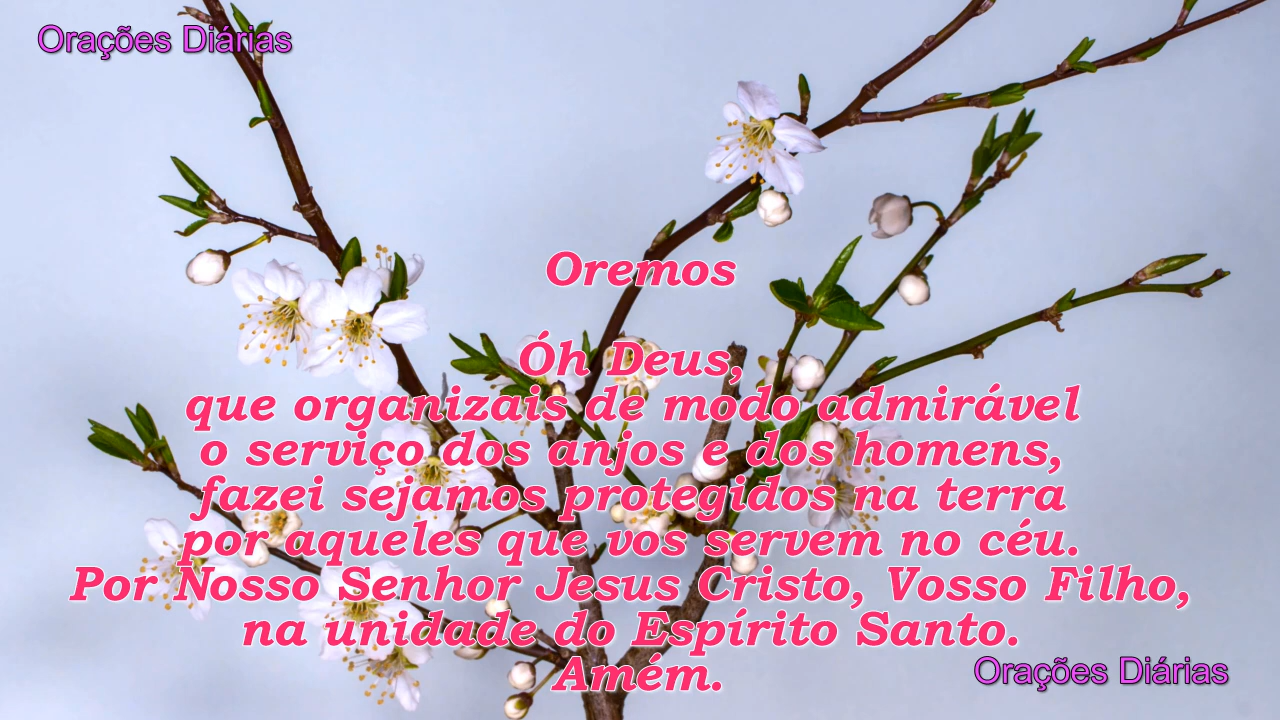 Orações Diárias
Oremos
Óh Deus,
que organizais de modo admirável
o serviço dos anjos e dos homens,
fazei sejamos protegidos na terra
por aqueles que vos servem no céu.
Por Nosso Senhor Jesus Cristo, Vosso Filho,
na unidade do Espírito Santo.
Amém.
Orações Diárias